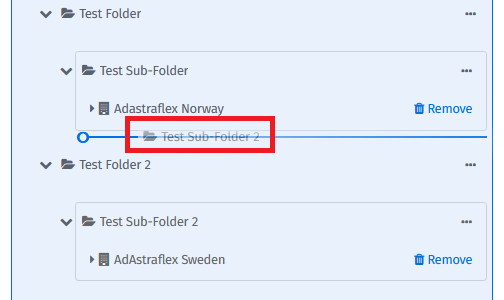 Test Folder
Test Sub-Folder
Adastraflex Norway Remove
Test Sub-Folder 2
Test Folder 2
Test Sub-Folder 2
AdAstraflex Sweden Remove